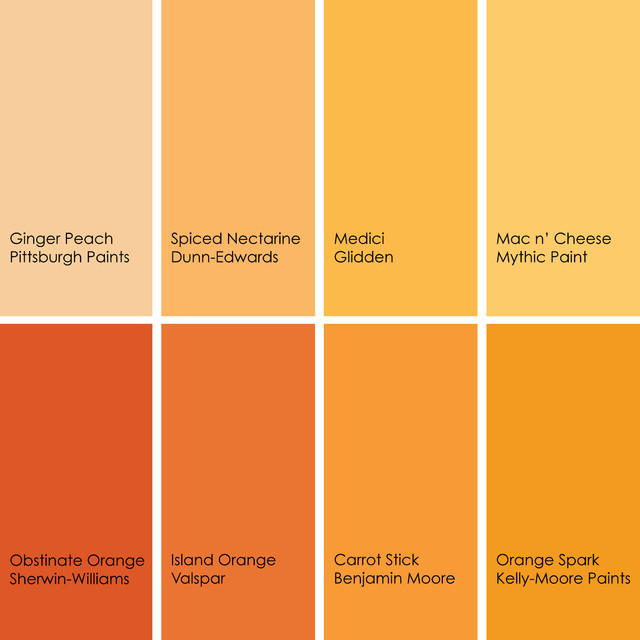 Ginger Peach
Pittsburgh Paints
Spiced Nectarine
Dunn-Edwards
Medici
Glidden
Mac n’ Cheese
Mythic Paint
Obstinate Orange
Sherwin-Williams
Island Orange
Valspar
Carrot Stick
Benjamin Moore
Orange Spark
Kelly-Moore Paints